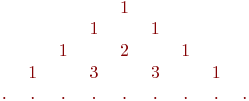 1
1 1
1 2 1
1 3 3 1
. . . . . . . . .